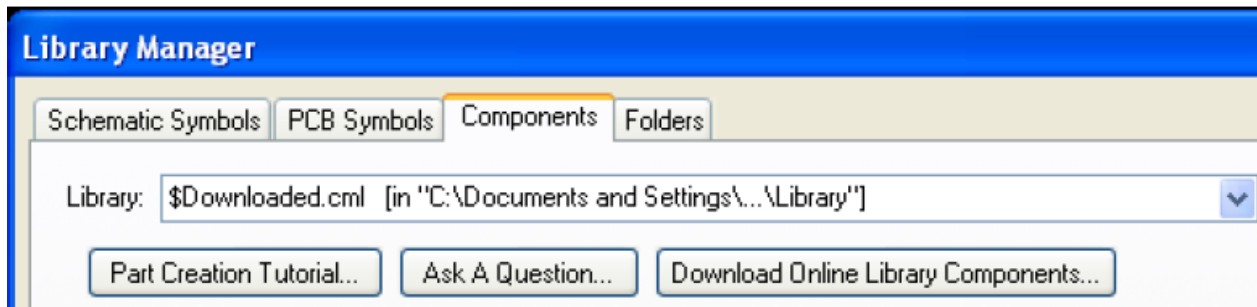 Library Manager
Schematic Symbols PCB Symbols Components Folders
Library: $Downloaded.cml [in "C:\Documents and Settings\...\Library"]
Part Creation Tutorial... Ask A Question... Download Online Library Components...